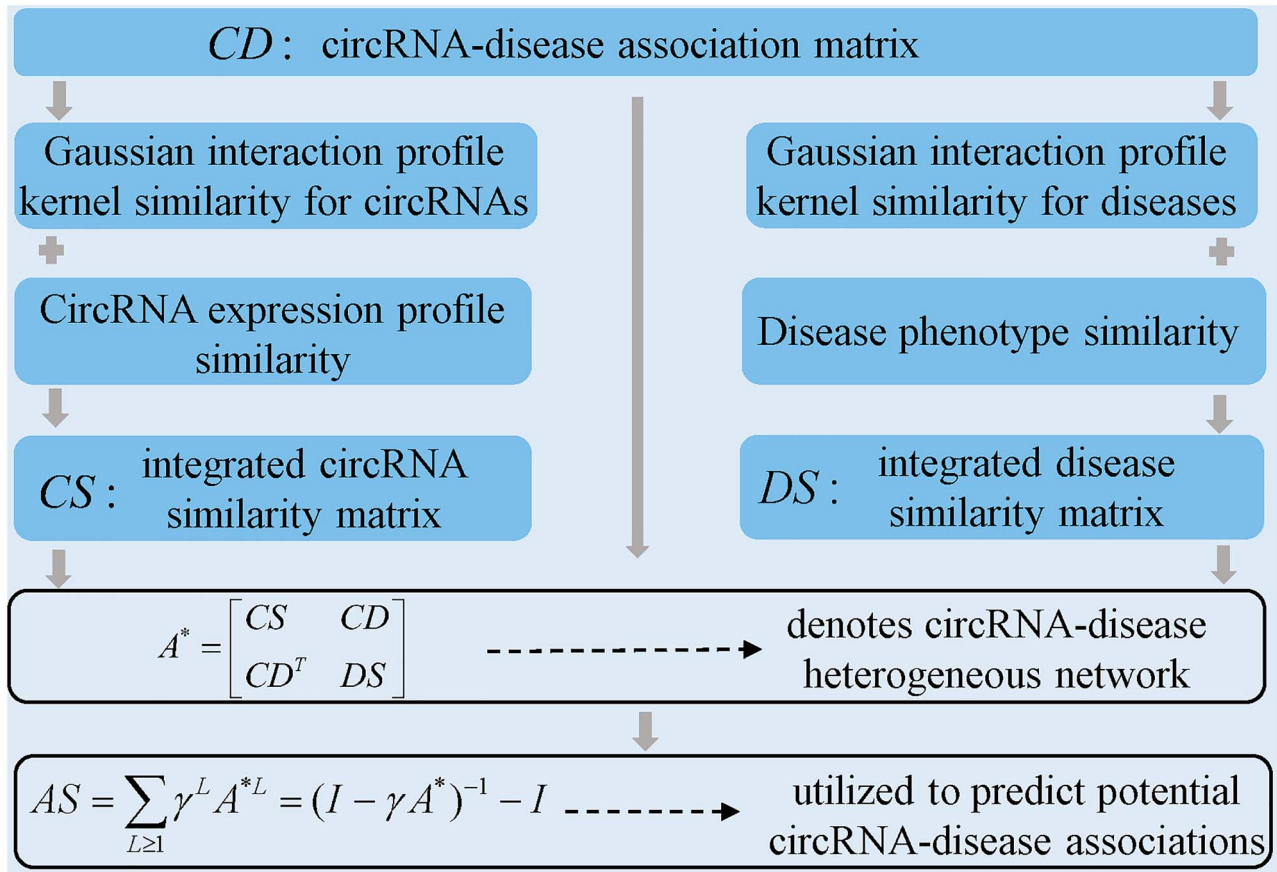 CD: circRNA-disease association matrix
Gaussian interaction profile
kernel similarity for circRNAs
CircRNA expression profile
similarity
CS: integrated circRNA
similarity matrix
Gaussian interaction profile
kernel similarity for diseases
Disease phenotype similarity
DS: integrated disease
similarity matrix
A* = [CS CD
CD^T DS]
denotes circRNA-disease
heterogeneous network
AS = ∑_{L≥1} γ^L A^{*L} = (I − γA^*)^{−1} − I
utilized to predict potential
circRNA-disease associations